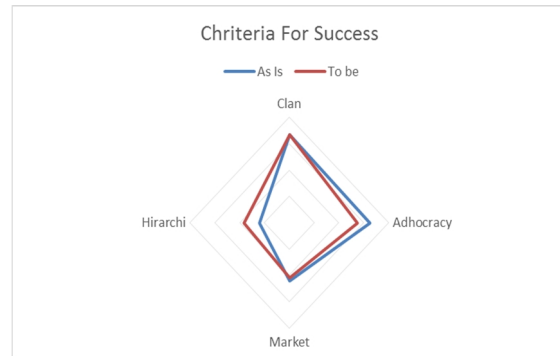 Chriteria For Success
As Is To be
Clan
Hirarchi Adhocracy
Market